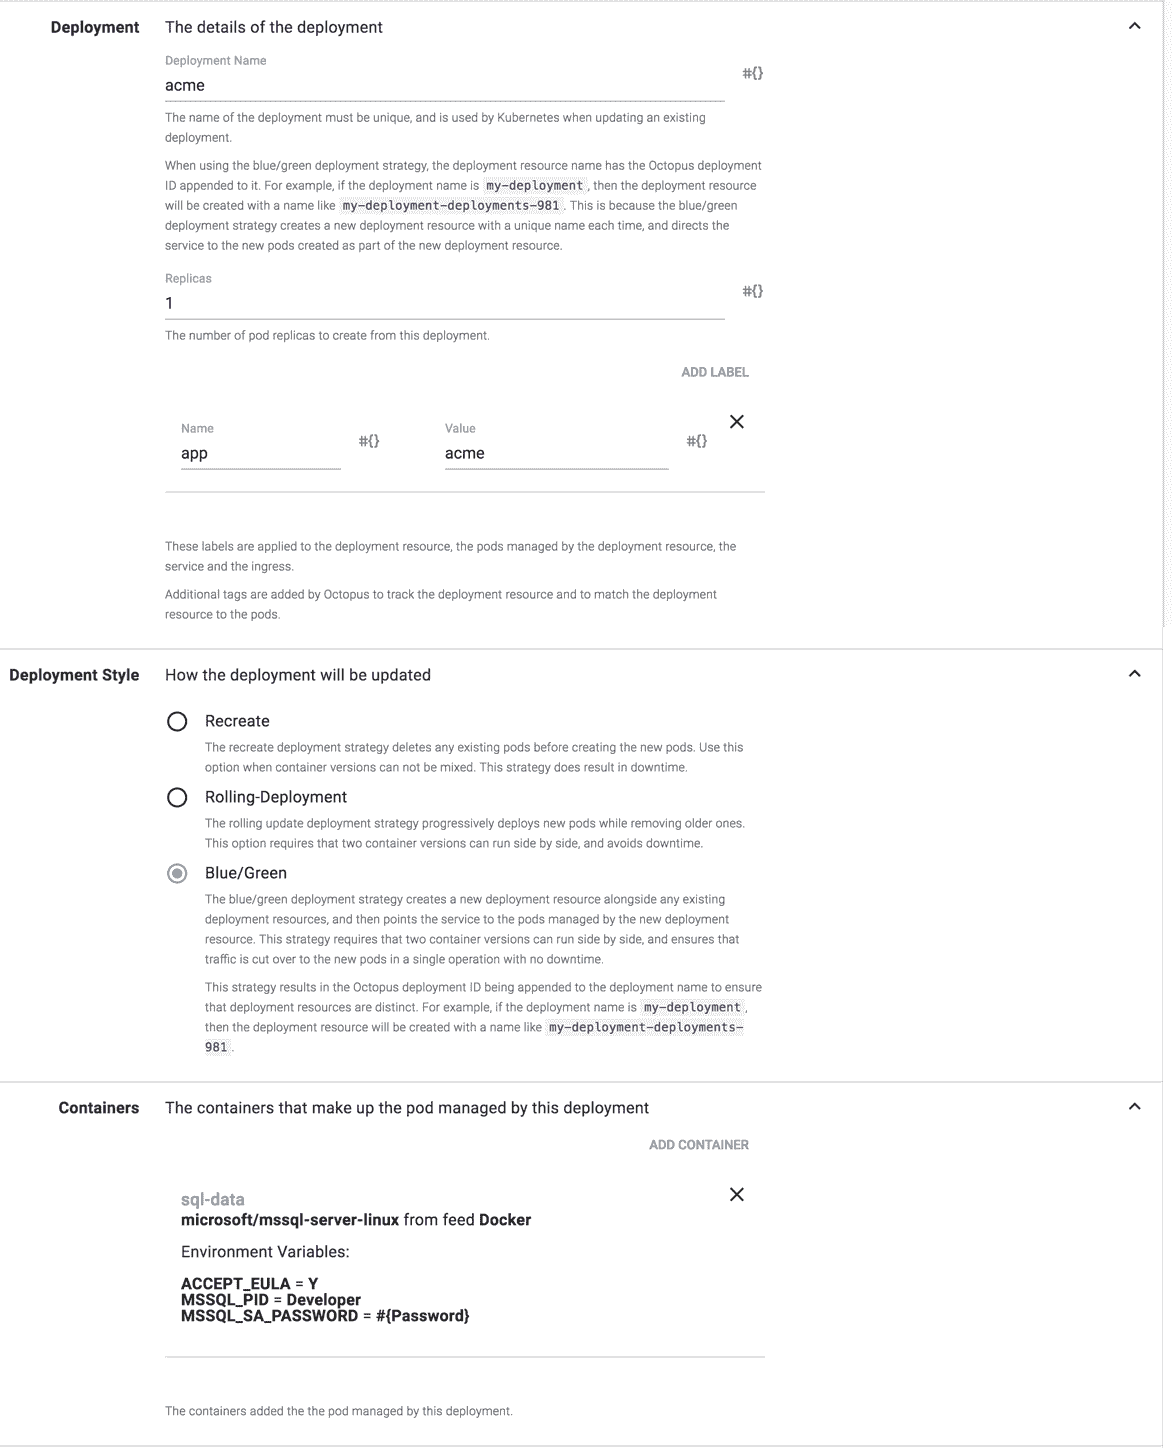 Deployment The details of the deployment
Deployment Name
acme
#{}
The name of the deployment must be unique, and is used by Kubernetes when updating an existing
deployment.
When using the blue/green deployment strategy, the deployment resource name has the Octopus deployment
ID appended to it. For example, if the deployment name is my-deployment, then the deployment resource
will be created with a name like my-deployment-deployments-981. This is because the blue/green
deployment strategy creates a new deployment resource with a unique name each time, and directs the
service to the new pods created as part of the new deployment resource.
Replicas
1
#{}
The number of pod replicas to create from this deployment.
ADD LABEL
Name Value
#{} #{}
app acme
These labels are applied to the deployment resource, the pods managed by the deployment resource, the
service and the ingress.
Additional tags are added by Octopus to track the deployment resource and to match the deployment
resource to the pods.
Deployment Style How the deployment will be updated
Recreate
The recreate deployment strategy deletes any existing pods before creating the new pods. Use this
option when container versions can not be mixed. This strategy does result in downtime.
Rolling-Deployment
The rolling update deployment strategy progressively deploys new pods while removing older ones.
This option requires that two container versions can run side by side, and avoids downtime.
Blue/Green
The blue/green deployment strategy creates a new deployment resource alongside any existing
deployment resources, and then points the service to the pods managed by the new deployment
resource. This strategy requires that two container versions can run side by side, and ensures that
traffic is cut over to the new pods in a single operation with no downtime.
This strategy results in the Octopus deployment ID being appended to the deployment name to ensure
that deployment resources are distinct. For example, if the deployment name is my-deployment,
then the deployment resource will be created with a name like my-deployment-deployments-
981.
Containers The containers that make up the pod managed by this deployment
ADD CONTAINER
sql-data
microsoft/mssql-server-linux from feed Docker
Environment Variables:
ACCEPT_EULA = Y
MSSQL_PID = Developer
MSSQL_SA_PASSWORD = #{Password}
The containers added the the pod managed by this deployment.